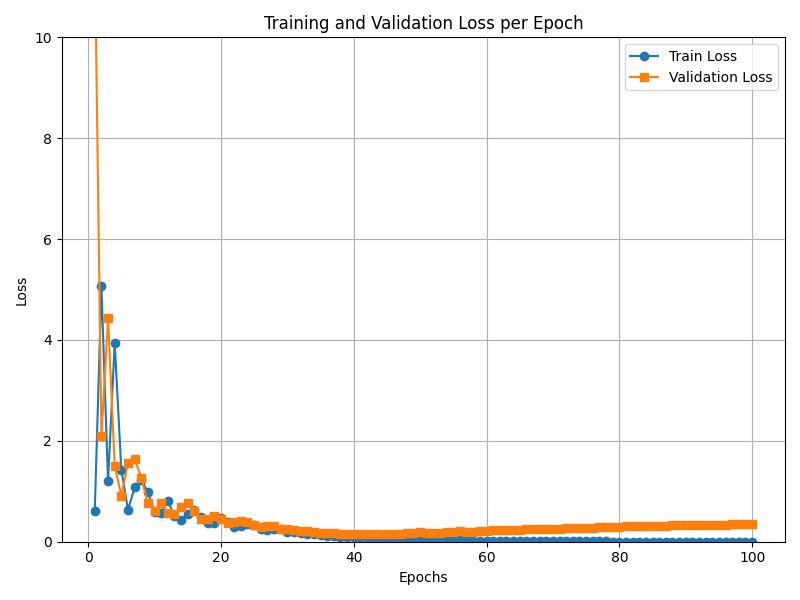 Training and Validation Loss per Epoch
Train Loss
Validation Loss
10
8
6
4
2
0
Loss
0 20 40 60 80 100
Epochs